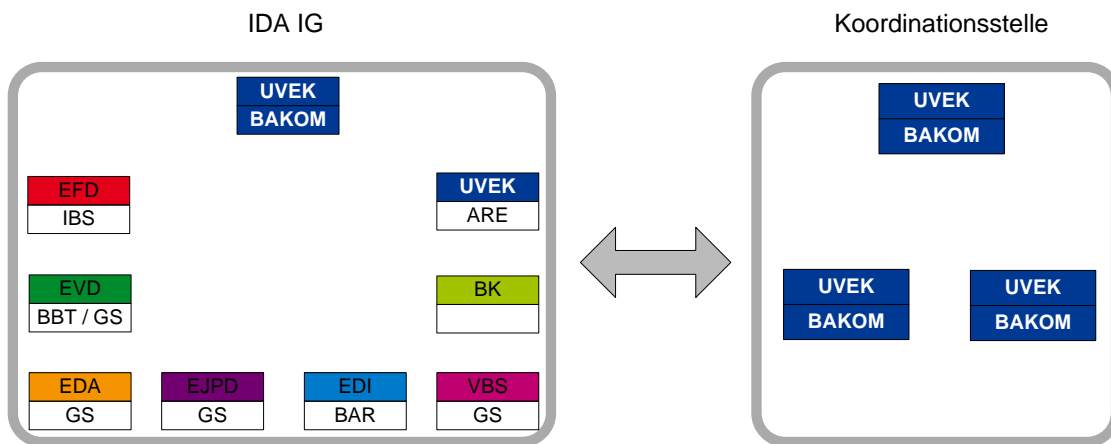 IDA IG
Koordinationsstelle
UVEK
BAKOM
EFD
IBS
UVEK
ARE
EVD
BBT / GS
BK
EDA
GS
EJPD
GS
EDI
BAR
VBS
GS
UVEK
BAKOM
UVEK
BAKOM
UVEK
BAKOM